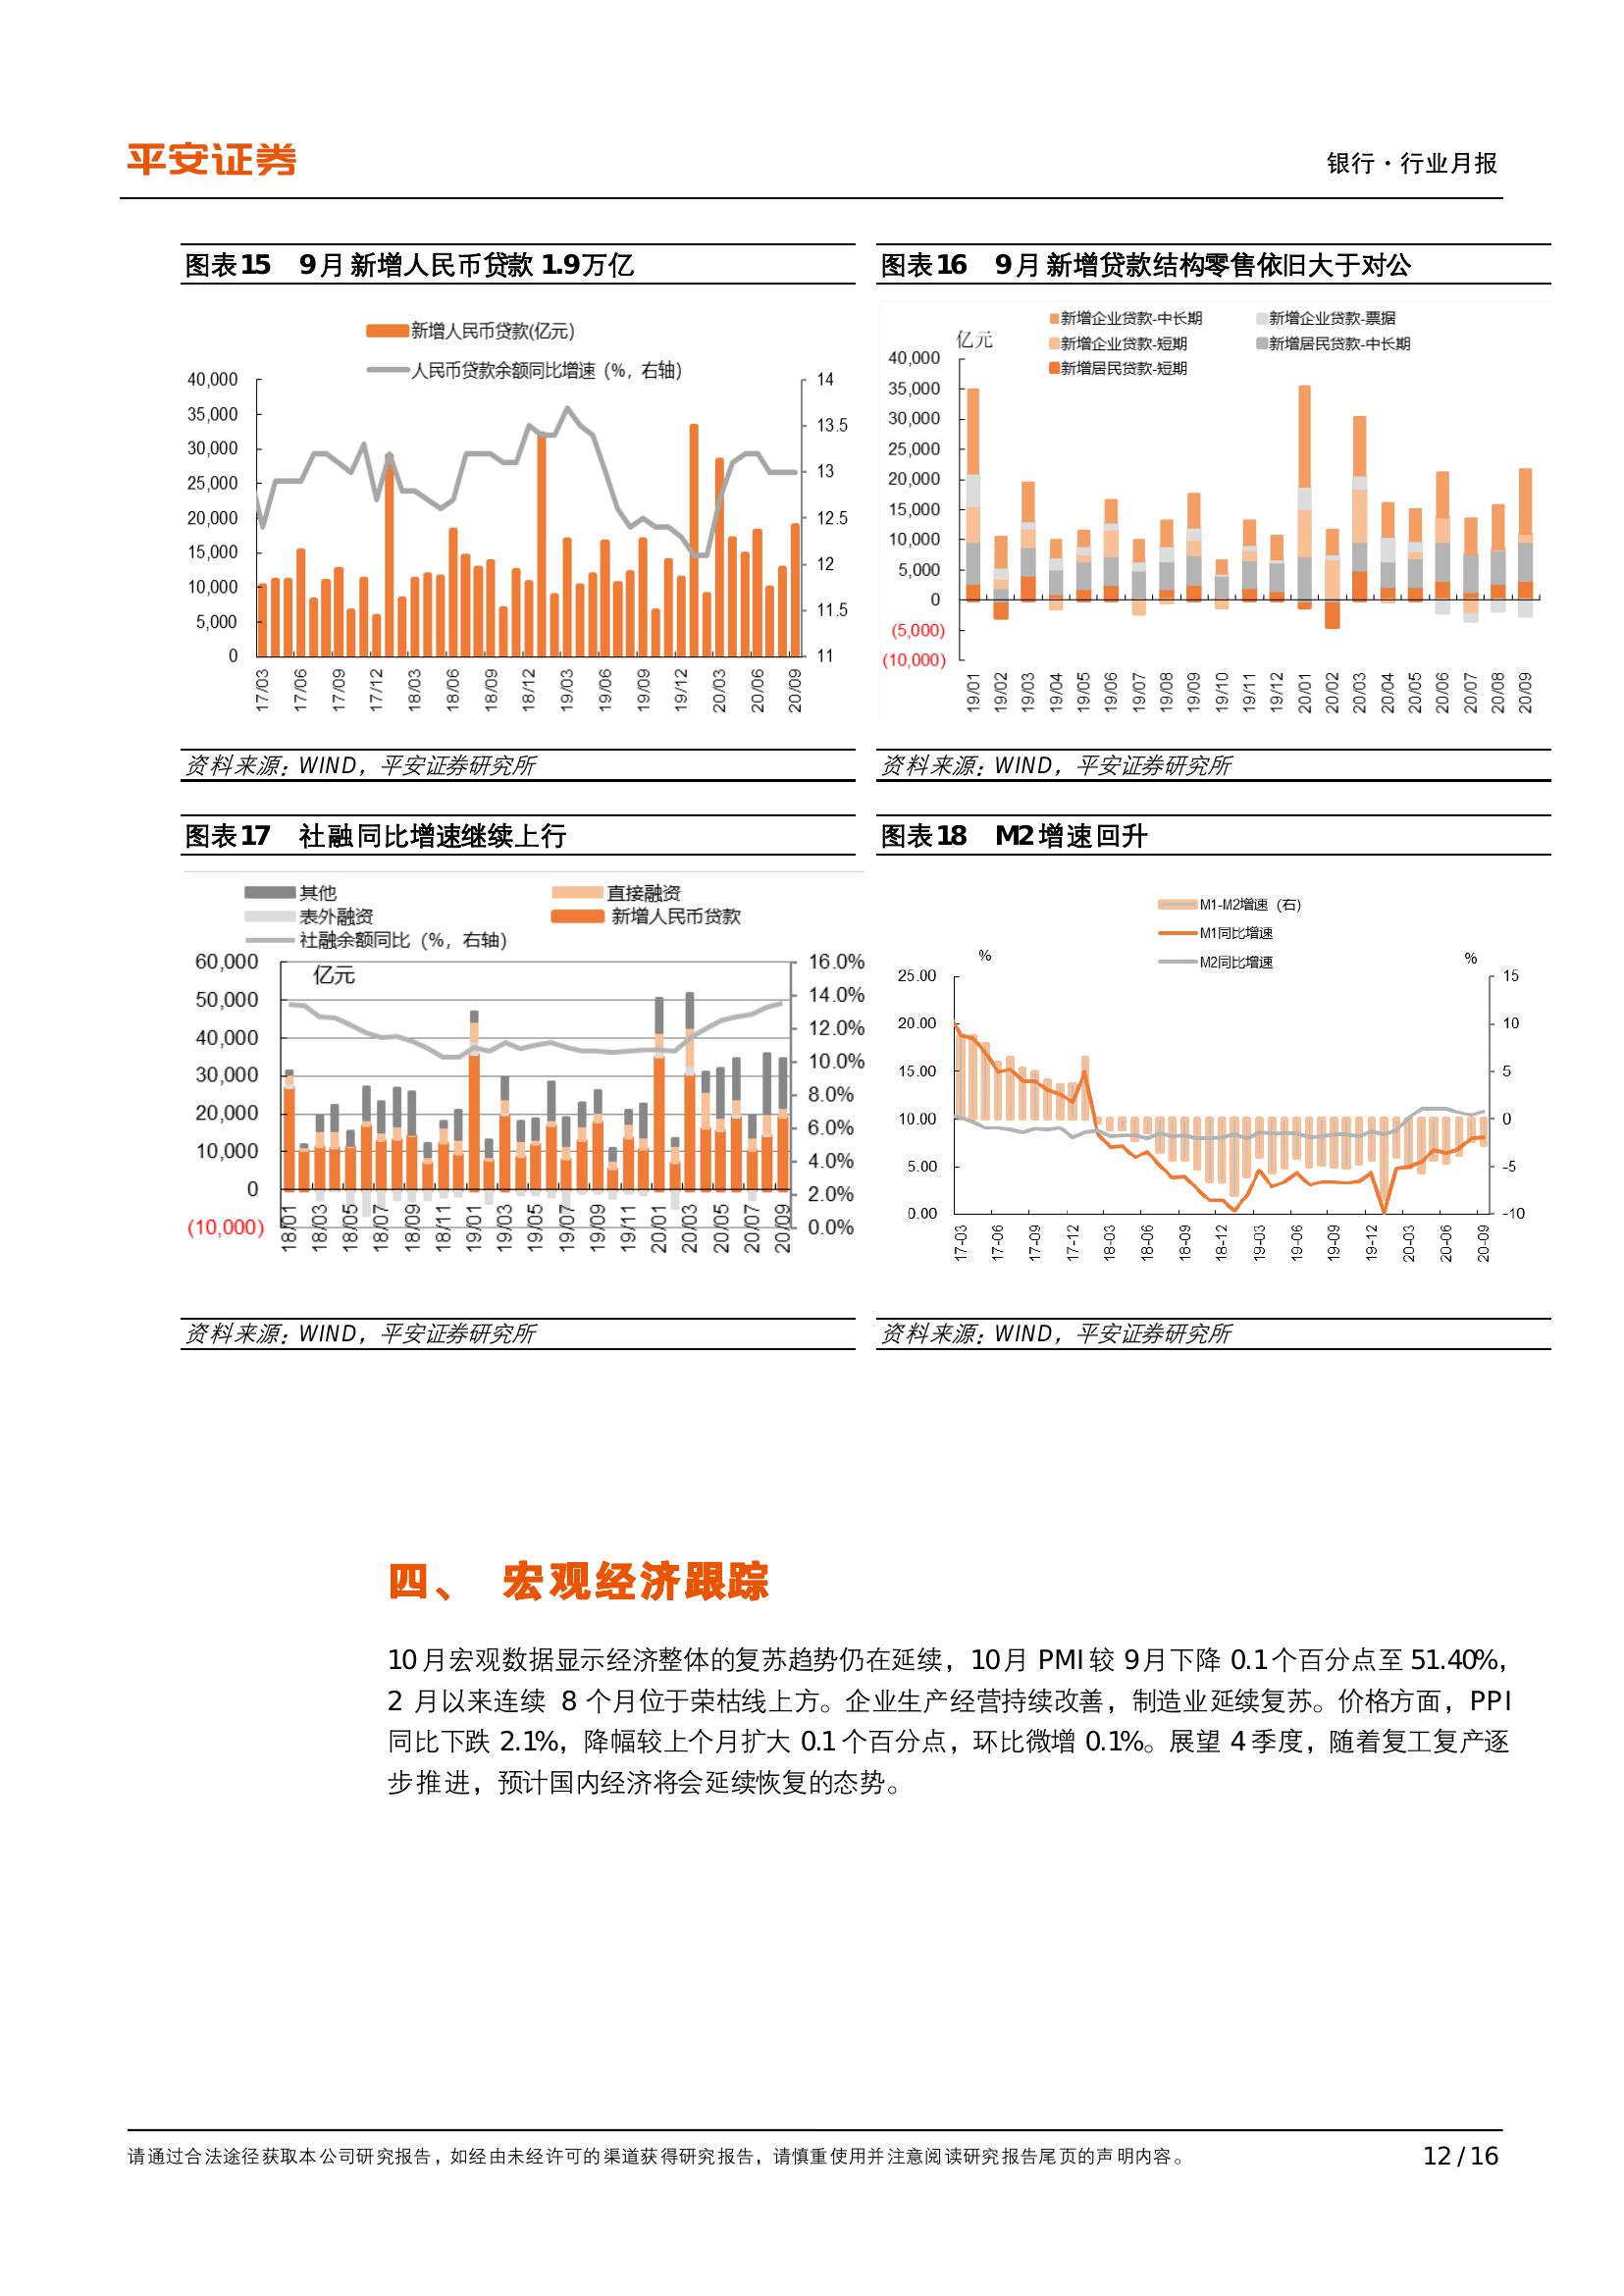 平安证券
银行·行业月报
图表15 9月新增人民币贷款 1.9万亿
新增人民币贷款(亿元)
人民币贷款余额同比增速（%，右轴）
40,000
35,000
30,000
25,000
20,000
15,000
10,000
5,000
0
14
13.5
13
12.5
12
11.5
11
17/03 17/06 17/09 17/12 18/03 18/06 18/09 18/12 19/03 19/06 19/09 19/12 20/03 20/06 20/09
资料来源：WIND，平安证券研究所
图表16 9月新增贷款结构零售依旧大于对公
亿元
新增企业贷款-中长期 新增企业贷款-票据
新增企业贷款-短期 新增居民贷款-中长期
新增居民贷款-短期
40,000
35,000
30,000
25,000
20,000
15,000
10,000
5,000
0
(5,000)
(10,000)
19/01 19/02 19/03 19/04 19/05 19/06 19/07 19/08 19/09 19/10 19/11 19/12 20/01 20/02 20/03 20/04 20/05 20/06 20/07 20/08 20/09
资料来源：WIND，平安证券研究所
图表17 社融同比增速继续上行
其他 直接融资
表外融资 新增人民币贷款
社融余额同比（%，右轴）
亿元
60,000
50,000
40,000
30,000
20,000
10,000
0
(10,000)
16.0%
14.0%
12.0%
10.0%
8.0%
6.0%
4.0%
2.0%
0.0%
18/01 18/03 18/05 18/07 18/09 18/11 19/01 19/03 19/05 19/07 19/09 19/11 20/01 20/03 20/05 20/07 20/09
资料来源：WIND，平安证券研究所
图表18 M2增速回升
M1-M2增速（右）
M1同比增速
M2同比增速
% %
25.00
20.00
15.00
10.00
5.00
0.00
15
10
5
0
-5
-10
17-03 17-06 17-09 17-12 18-03 18-06 18-09 18-12 19-03 19-06 19-09 19-12 20-03 20-06 20-09
资料来源：WIND，平安证券研究所
四、 宏观经济跟踪
10月宏观数据显示经济整体的复苏趋势仍在延续，10月 PMI较 9月下降 0.1个百分点至51.40%，
2 月以来连续 8 个月位于荣枯线上方。企业生产经营持续改善，制造业延续复苏。价格方面，PPI
同比下跌 2.1%，降幅较上个月扩大 0.1个百分点，环比微增 0.1%。展望 4季度，随着复工复产逐
步推进，预计国内经济将会延续恢复的态势。
请通过合法途径获取本公司研究报告，如经由未经许可的渠道获得研究报告，请慎重使用并注意阅读研究报告尾页的声明内容。
12 / 16